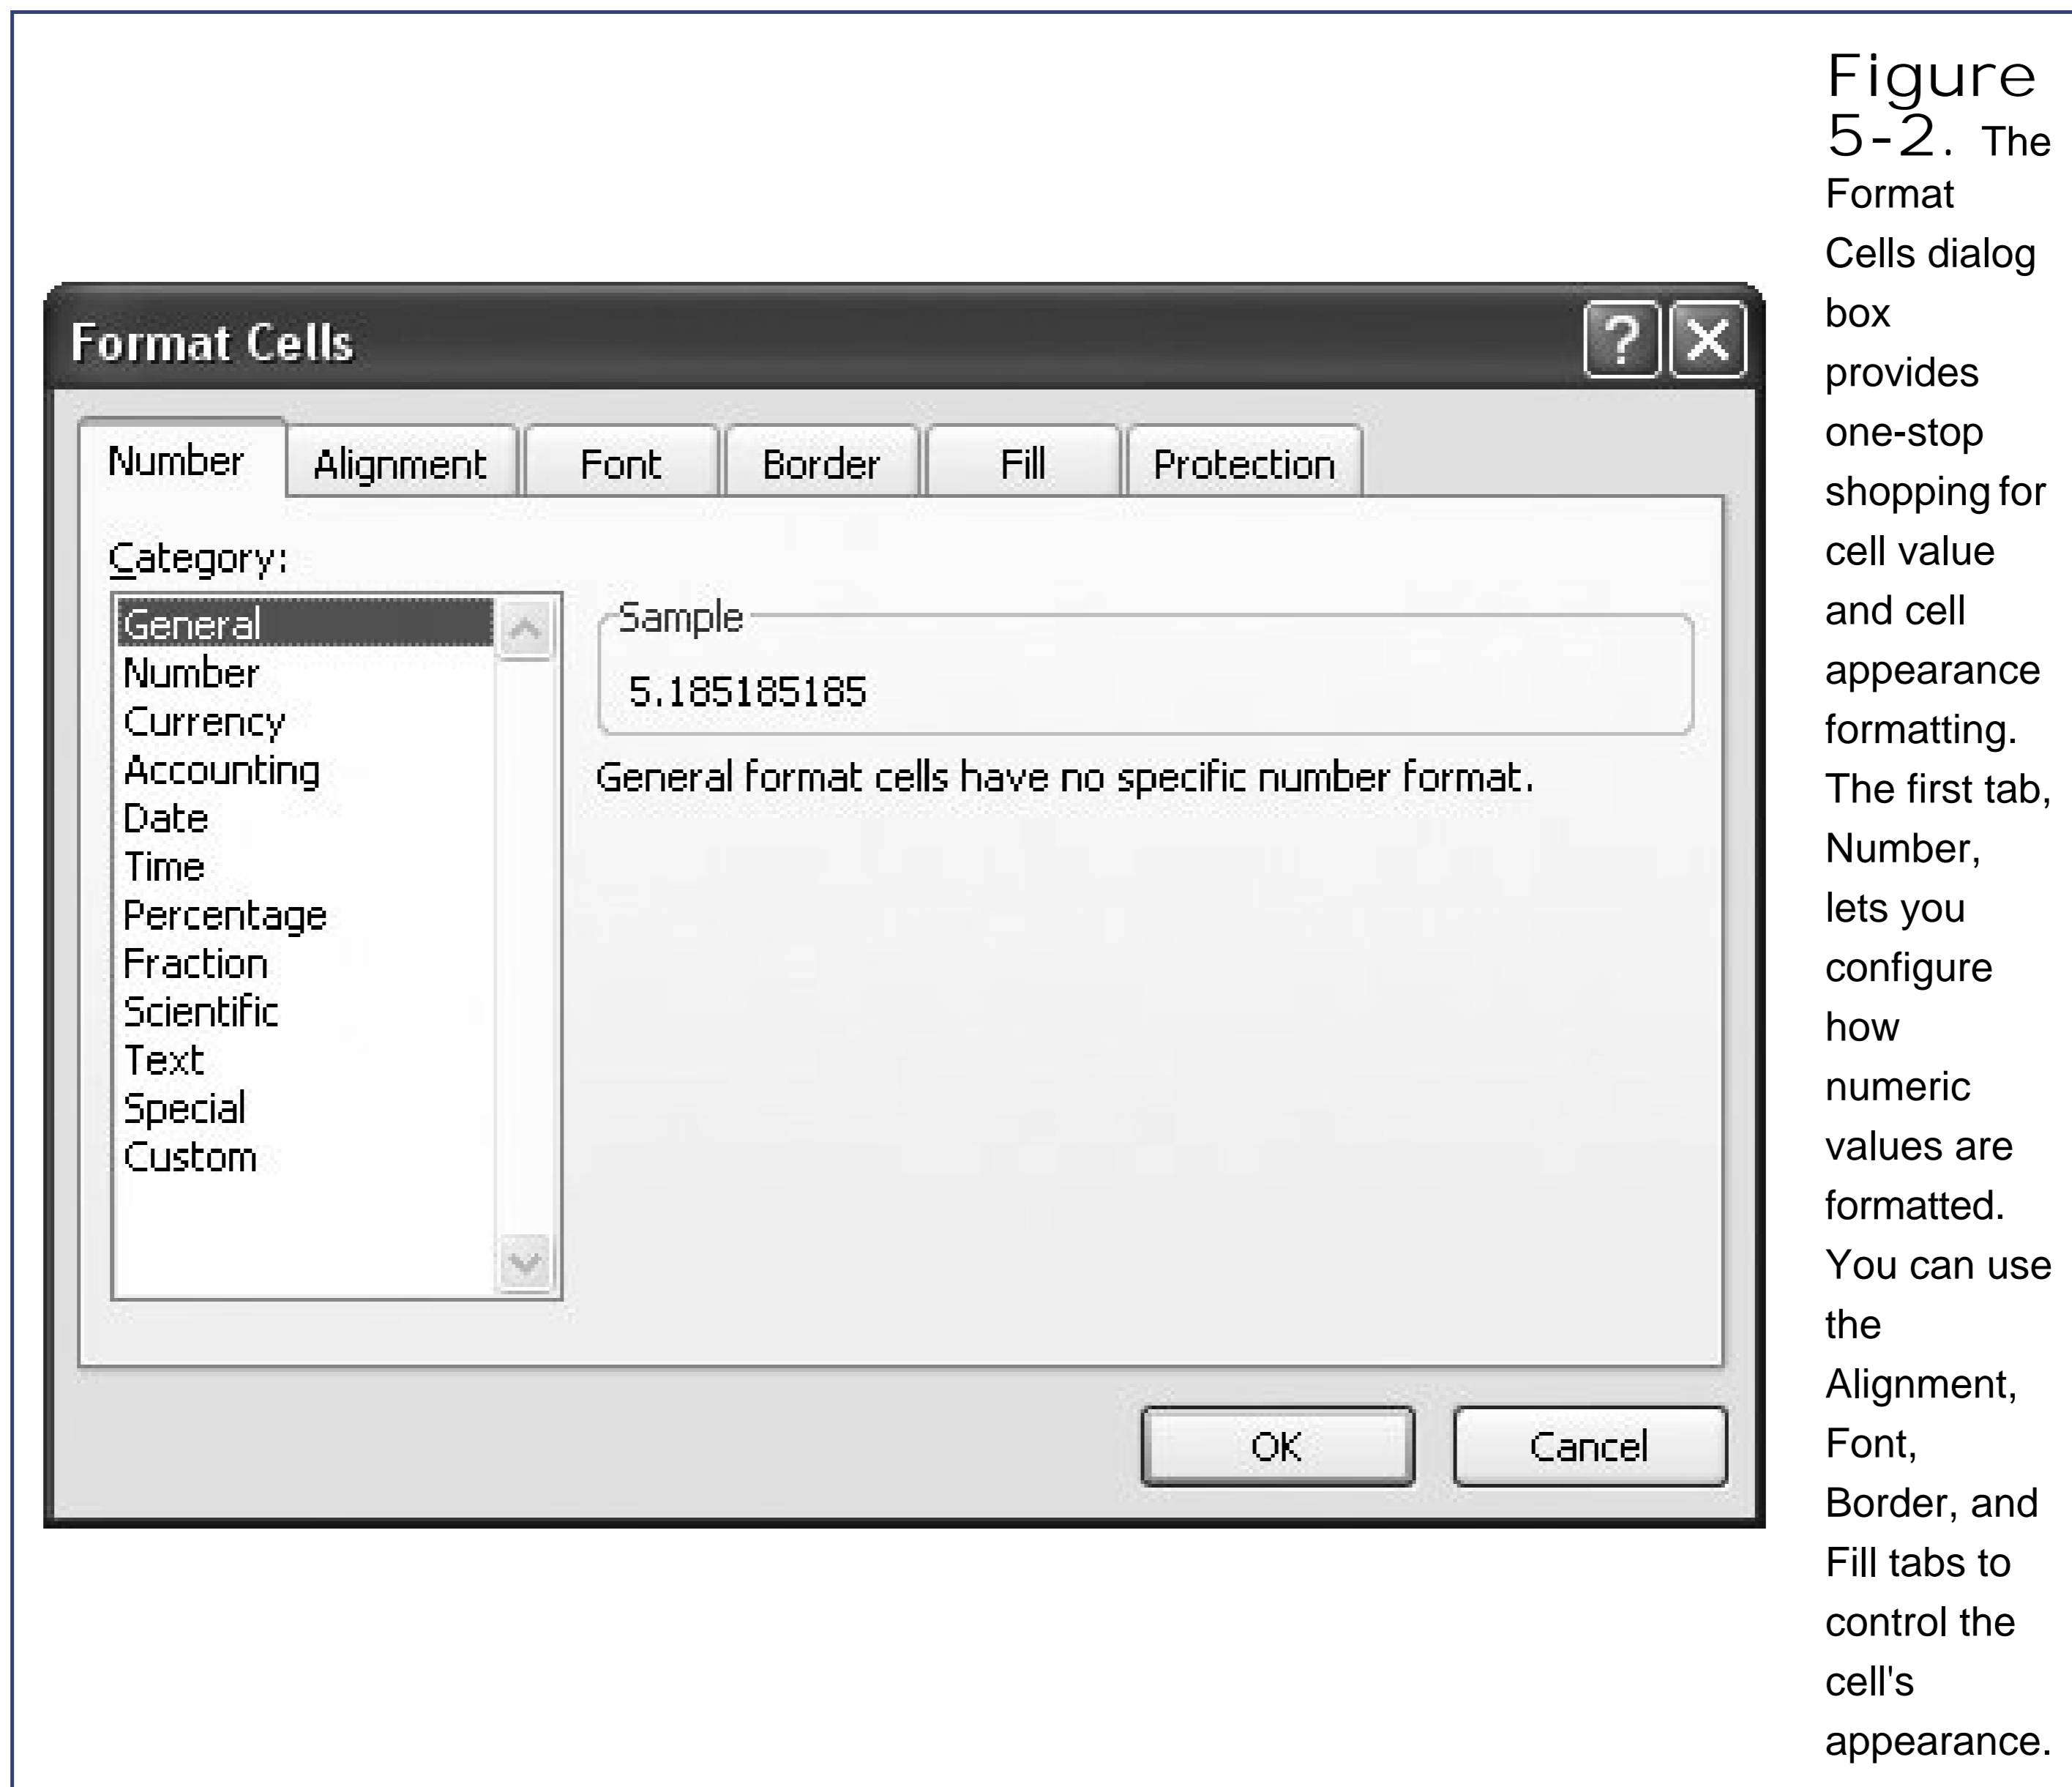 Format Cells
Number Alignment Font Border Fill Protection
Category:
General
Number
Currency
Accounting
Date
Time
Percentage
Fraction
Scientific
Text
Special
Custom
Sample
5.185185185
General format cells have no specific number format.
OK Cancel
Figure
5-2. The
Format
Cells dialog
box
provides
one-stop
shopping for
cell value
and cell
appearance
formatting.
The first tab,
Number,
lets you
configure
how
numeric
values are
formatted.
You can use
the
Alignment,
Font,
Border, and
Fill tabs to
control the
cell's
appearance.